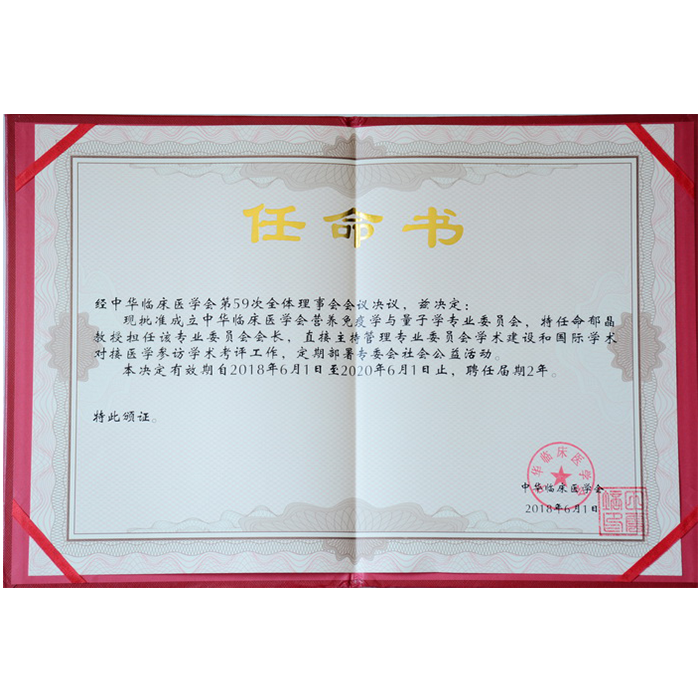 任命书
经中华临床医学会第59次全体理事会会议决议，兹决定：
现批准成立中华临床医学会营养免疫学与量子学专业委员会，特任命郁晶
教授担任该专业委员会会长，直接主持管理专业委员会学术建设和国际学术
对接医学参访学术考评工作，定期部署专委会社会公益活动。
本决定有效期自2018年6月1日至2020年6月1日止，聘任届期2年。
特此颁证。
中华临床医学会
中华临床医学会
2018年6月1日